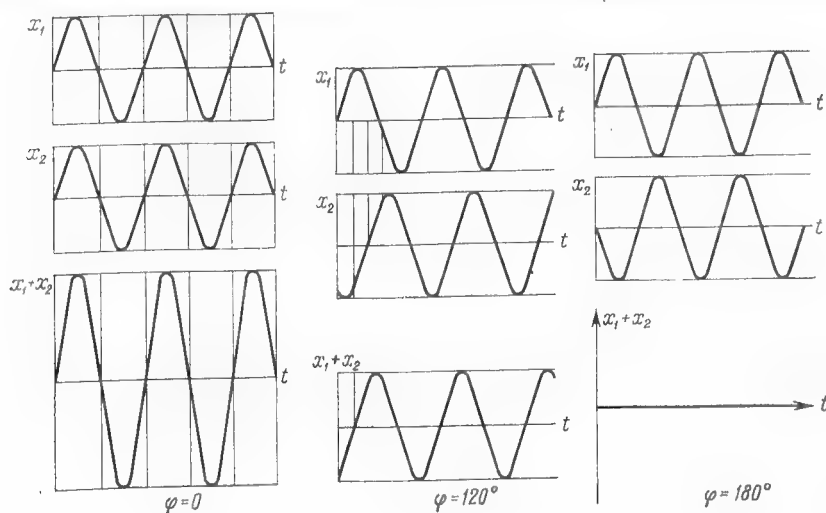 x₁
t
x₂
t
x₁+x₂
t
φ=0
x₁
t
x₂
t
x₁+x₂
t
φ=120°
x₁
t
x₂
t
x₁+x₂
t
φ=180°